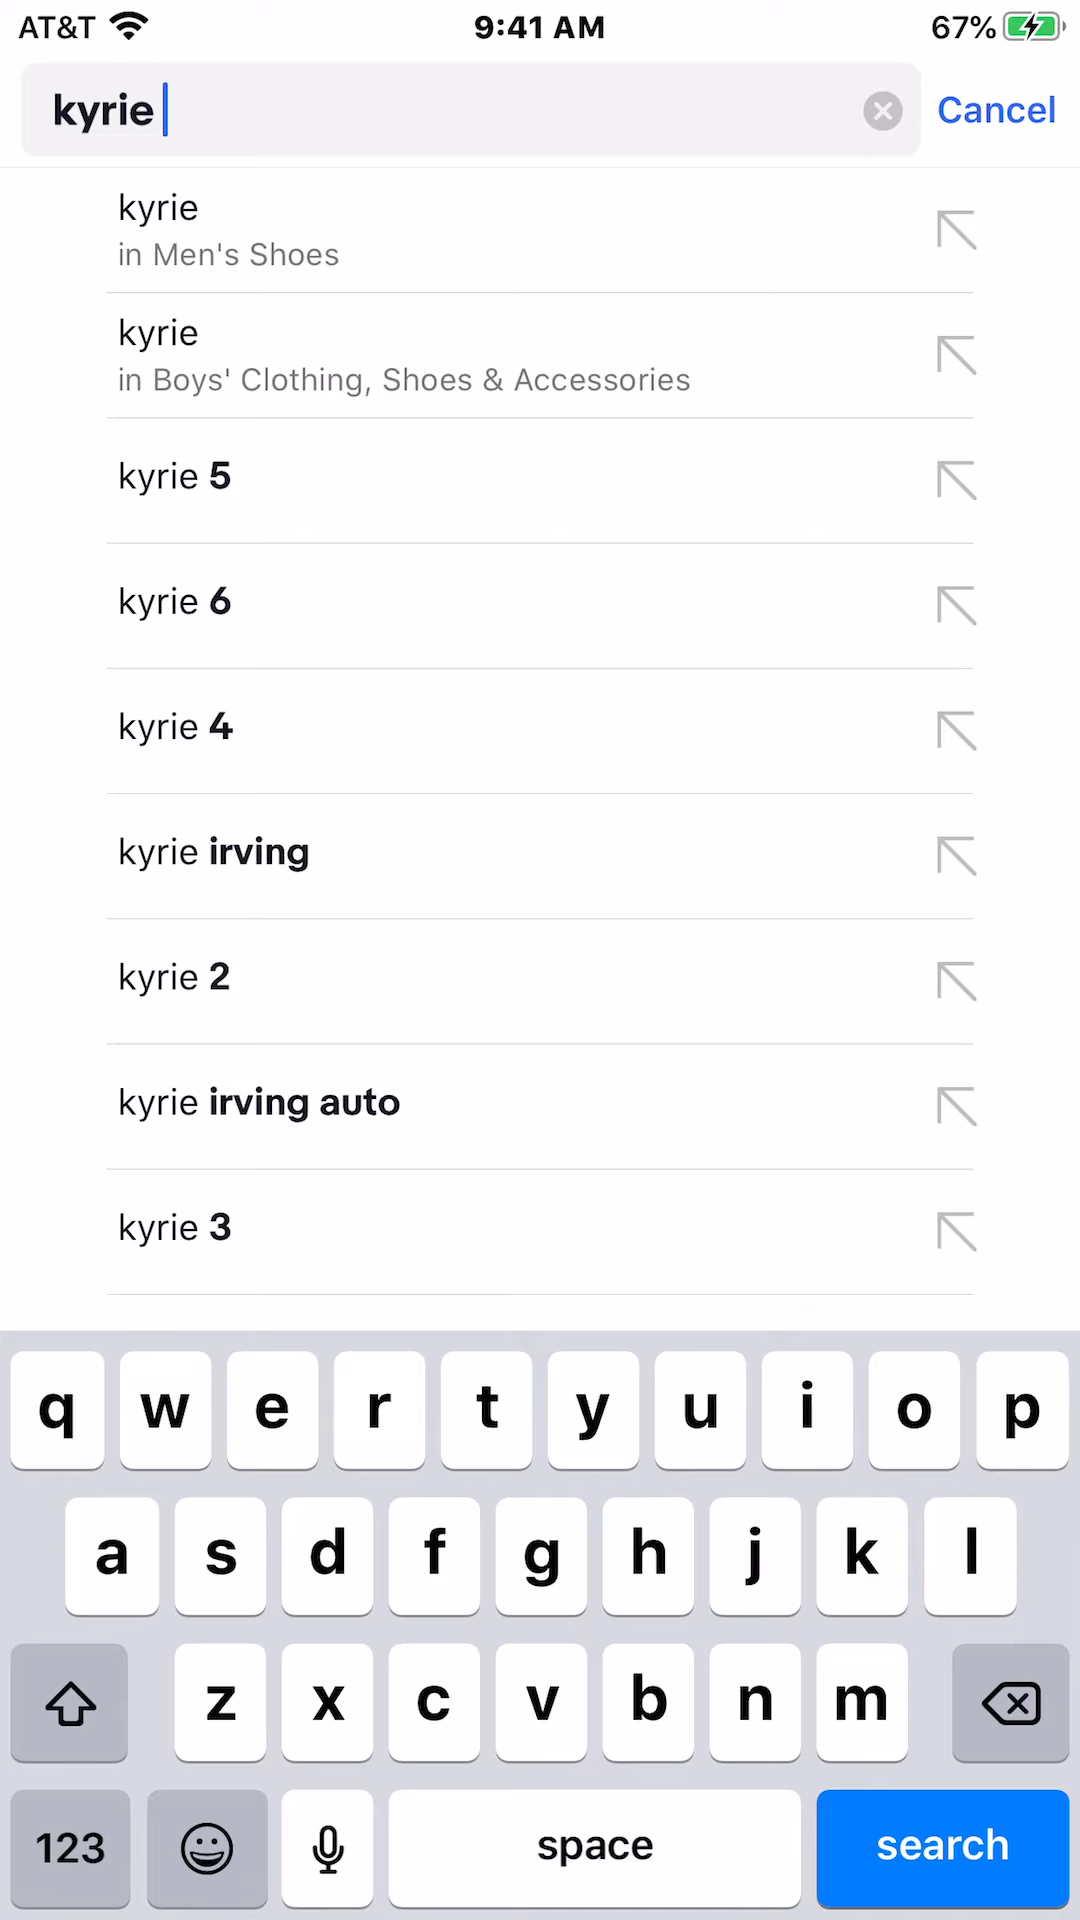 AT&T 9:41 AM 67%
kyrie Cancel
kyrie
in Men's Shoes
kyrie
in Boys' Clothing, Shoes & Accessories
kyrie 5
kyrie 6
kyrie 4
kyrie irving
kyrie 2
kyrie irving auto
kyrie 3
q w e r t y u i o p
a s d f g h j k l
z x c v b n m
123 space search